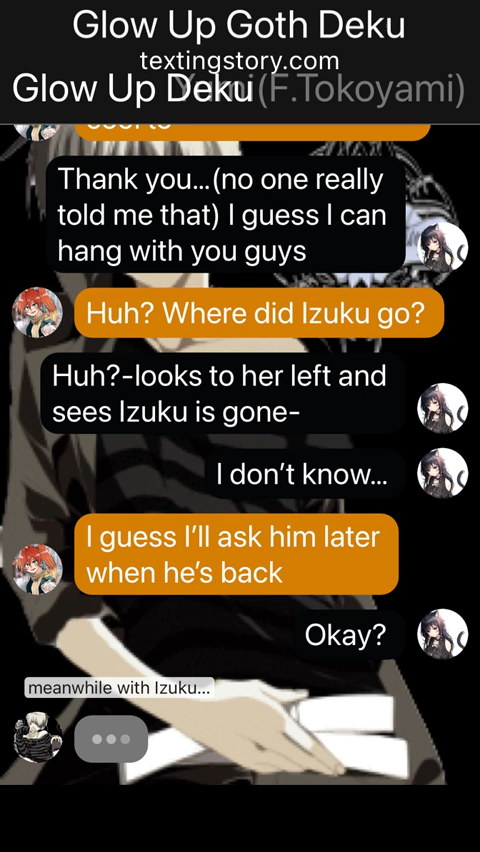 Glow Up Goth Deku
textingstory.com
Glow Up Deku
Yumi(F.Tokoyami)
Thank you...(no one really
told me that) I guess I can
hang with you guys
Huh? Where did Izuku go?
Huh?-looks to her left and
sees Izuku is gone-
I don't know...
I guess I'll ask him later
when he's back
Okay?
meanwhile with Izuku...